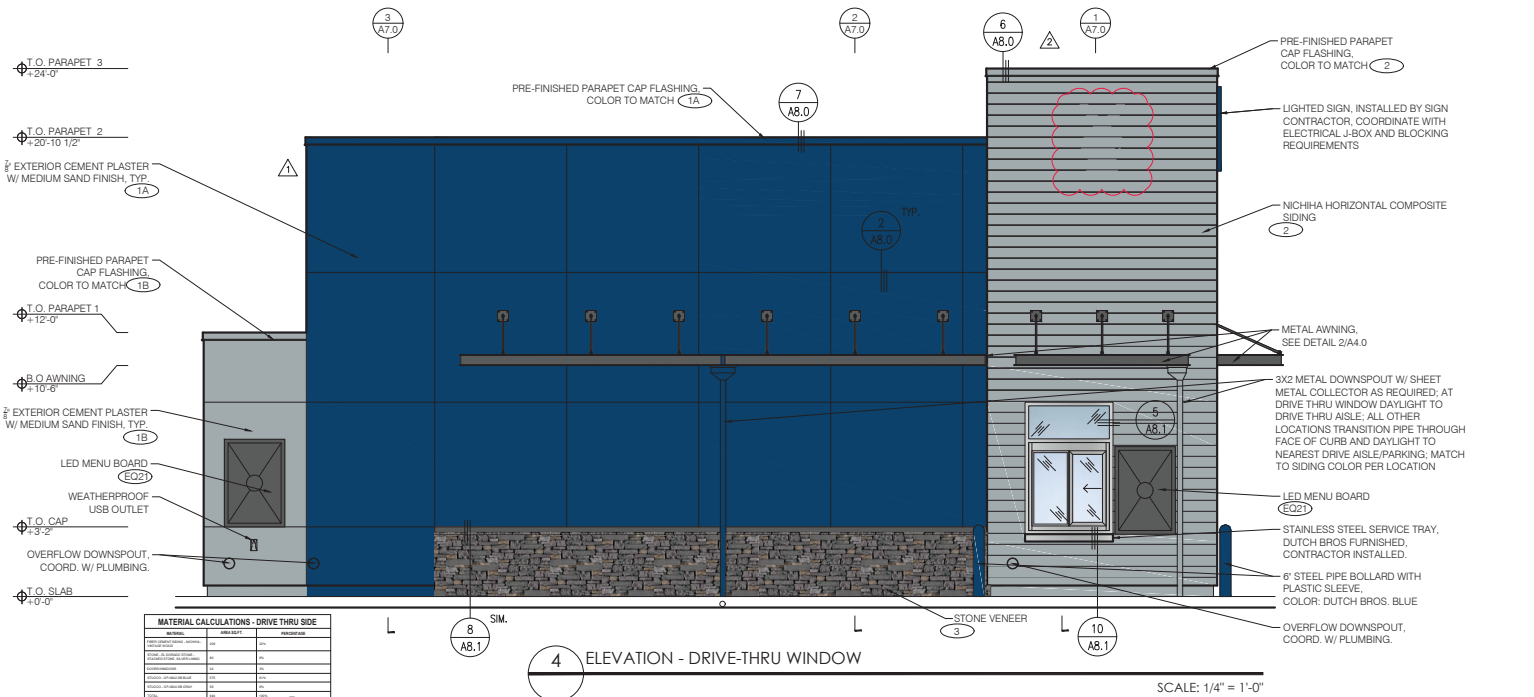 3
A7.0
2
A7.0
6
A8.0
2
1
A7.0
T.O. PARAPET 3
+24'-0"
PRE-FINISHED PARAPET CAP FLASHING,
COLOR TO MATCH 1A
7
A8.0
PRE-FINISHED PARAPET
CAP FLASHING,
COLOR TO MATCH 2
LIGHTED SIGN, INSTALLED BY SIGN
CONTRACTOR, COORDINATE WITH
ELECTRICAL J-BOX AND BLOCKING
REQUIREMENTS
T.O. PARAPET 2
+20'-10 1/2"
EXTERIOR CEMENT PLASTER
W/ MEDIUM SAND FINISH, TYP.
1A
1
2
A8.0
TYP.
NICHIHA HORIZONTAL COMPOSITE
SIDING
2
PRE-FINISHED PARAPET
CAP FLASHING,
COLOR TO MATCH 1B
T.O. PARAPET 1
+12'-0"
METAL AWNING,
SEE DETAIL 2/A4.0
B.O AWNING
+10'-6"
3X2 METAL DOWNSPOUT W/ SHEET
METAL COLLECTOR AS REQUIRED; AT
DRIVE THRU WINDOW DAYLIGHT TO
DRIVE THRU AISLE; ALL OTHER
LOCATIONS TRANSITION PIPE THROUGH
FACE OF CURB AND DAYLIGHT TO
NEAREST DRIVE AISLE/PARKING; MATCH
TO SIDING COLOR PER LOCATION
EXTERIOR CEMENT PLASTER
W/ MEDIUM SAND FINISH, TYP.
1B
5
A8.1
LED MENU BOARD
EQ21
WEATHERPROOF
USB OUTLET
LED MENU BOARD
EQ21
T.O. CAP
+3'-2"
STAINLESS STEEL SERVICE TRAY,
DUTCH BROS FURNISHED,
CONTRACTOR INSTALLED.
OVERFLOW DOWNSPOUT,
COORD. W/ PLUMBING.
6" STEEL PIPE BOLLARD WITH
PLASTIC SLEEVE,
COLOR: DUTCH BROS. BLUE
T.O. SLAB
+0'-0"
OVERFLOW DOWNSPOUT,
COORD. W/ PLUMBING.
MATERIAL CALCULATIONS - DRIVE THRU SIDE
MATERIAL AREA SQ.FT. PERCENTAGE
8
A8.1
SIM.
STONE VENEER
3
10
A8.1
4
ELEVATION - DRIVE-THRU WINDOW
SCALE: 1/4" = 1'-0"